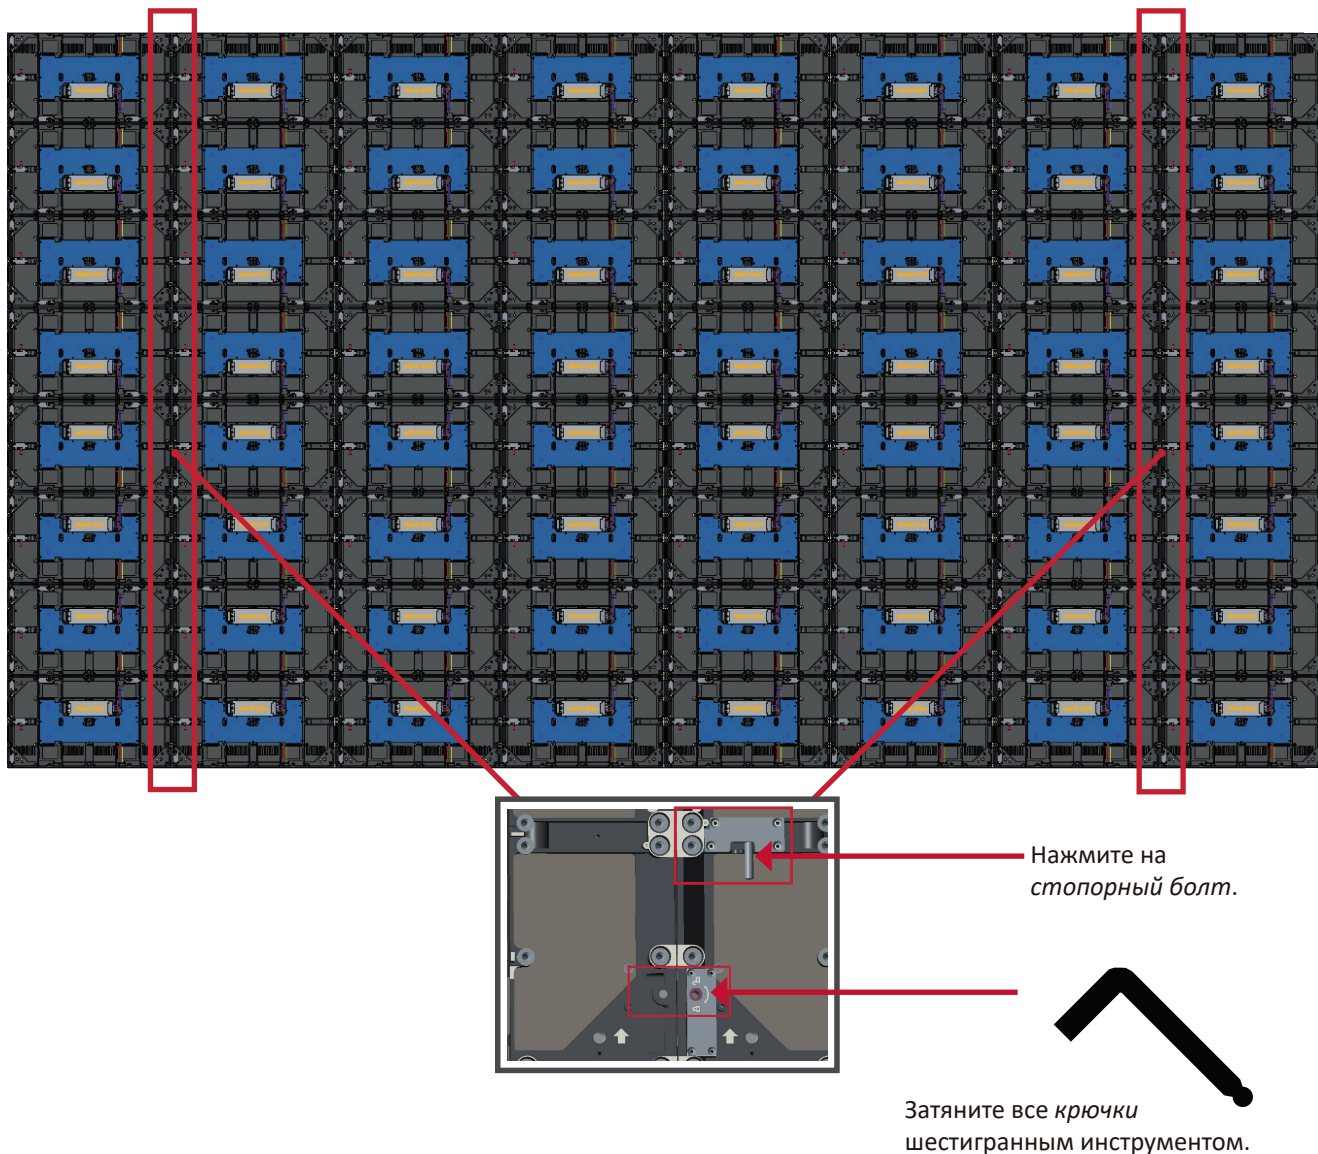 Нажмите на
стопорный болт.
Затяните все крючки
шестигранным инструментом.